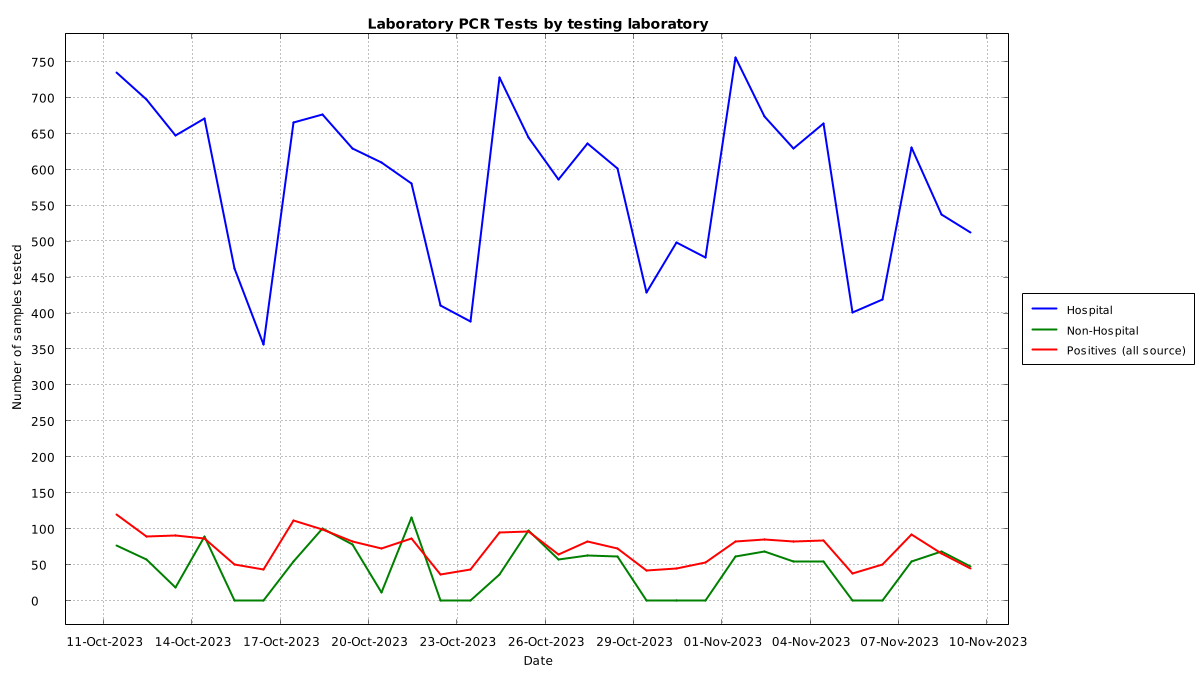 Laboratory PCR Tests by testing laboratory
750
700
650
600
550
500
450
400
350
300
250
200
150
100
50
0
Number of samples tested
11-Oct-2023 14-Oct-2023 17-Oct-2023 20-Oct-2023 23-Oct-2023 26-Oct-2023 29-Oct-2023 01-Nov-2023 04-Nov-2023 07-Nov-2023 10-Nov-2023
Date
Hospital
Non-Hospital
Positives (all source)